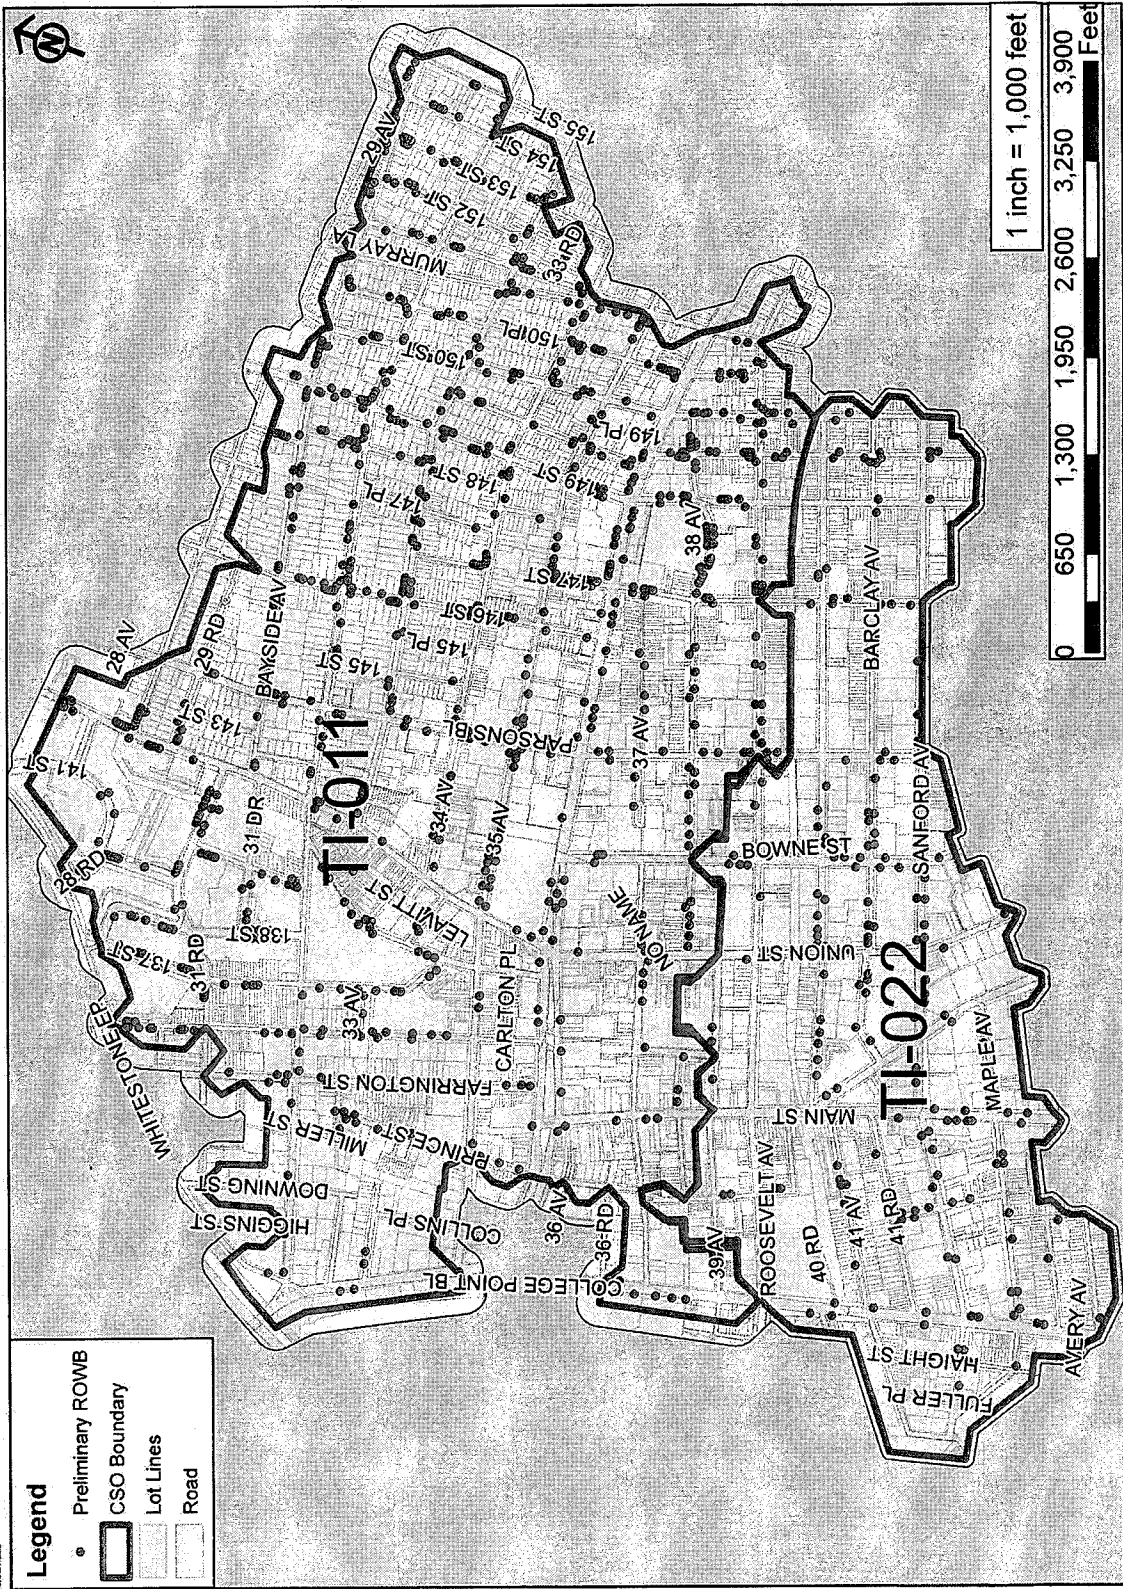 Legend
Preliminary ROWB
CSO Boundary
Lot Lines
Road
N
1 inch = 1,000 feet
0 650 1,300 1,950 2,600 3,250 3,900
Feet
TI-011
TI-022
WHITESTONE EP
28 RD
141 ST
28 AV
29 RD
143 ST
BAYSIDE AV
31 DR
137 ST
31 RD
138 ST
33 AV
LEAVITT ST
34 AV
35 AV
CARLTON PL
FARRINGTON ST
MILLER ST
PRINCE ST
DOWNING ST
HIGGINS ST
COLLINS PL
COLLEGE POINT BL
36 AV
36 RD
39 AV
NO NAME
37 AV
38 AV
PARSONS BL
145 ST
145 PL
146 ST
147 ST
147 PL
148 ST
149 ST
149 PL
150 ST
150 PL
MURRAY LA
29 AV
152 ST
153 ST
154 ST
155 ST
33 RD
BARCLAY AV
SANFORD AV
BOWNE ST
UNION ST
MAIN ST
MAPLE AV
ROOSEVELT AV
40 RD
41 AV
41 RD
HAIGHT ST
FULLER PL
AVERY AV